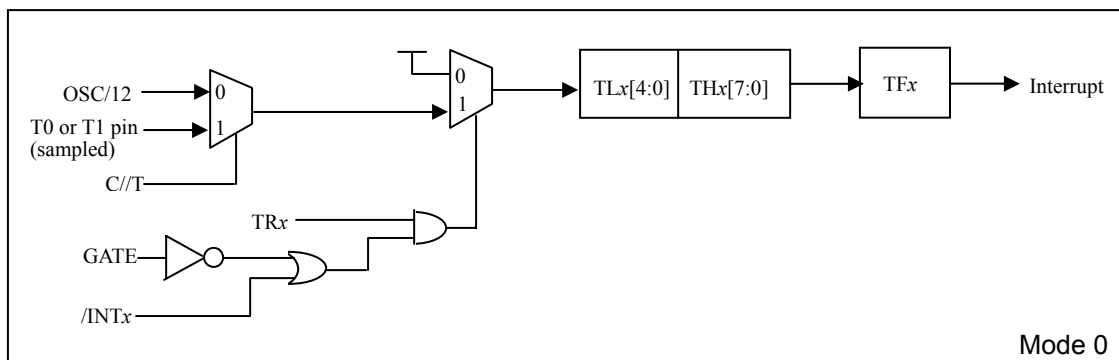 OSC/12
T0 or T1 pin
(sampled)
C//T
0
1
0
1
TLx[4:0]
THx[7:0]
TFx
Interrupt
TRx
GATE
/INTx
Mode 0